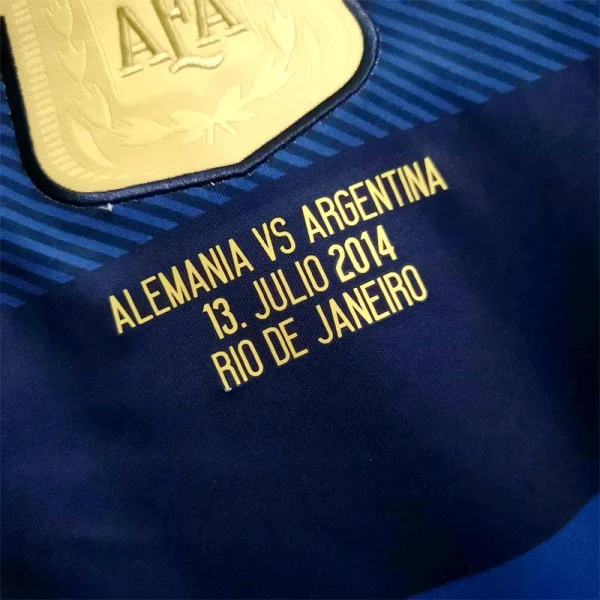 AFA
ALEMANIA VS ARGENTINA
13. JULIO 2014
RIO DE JANEIRO